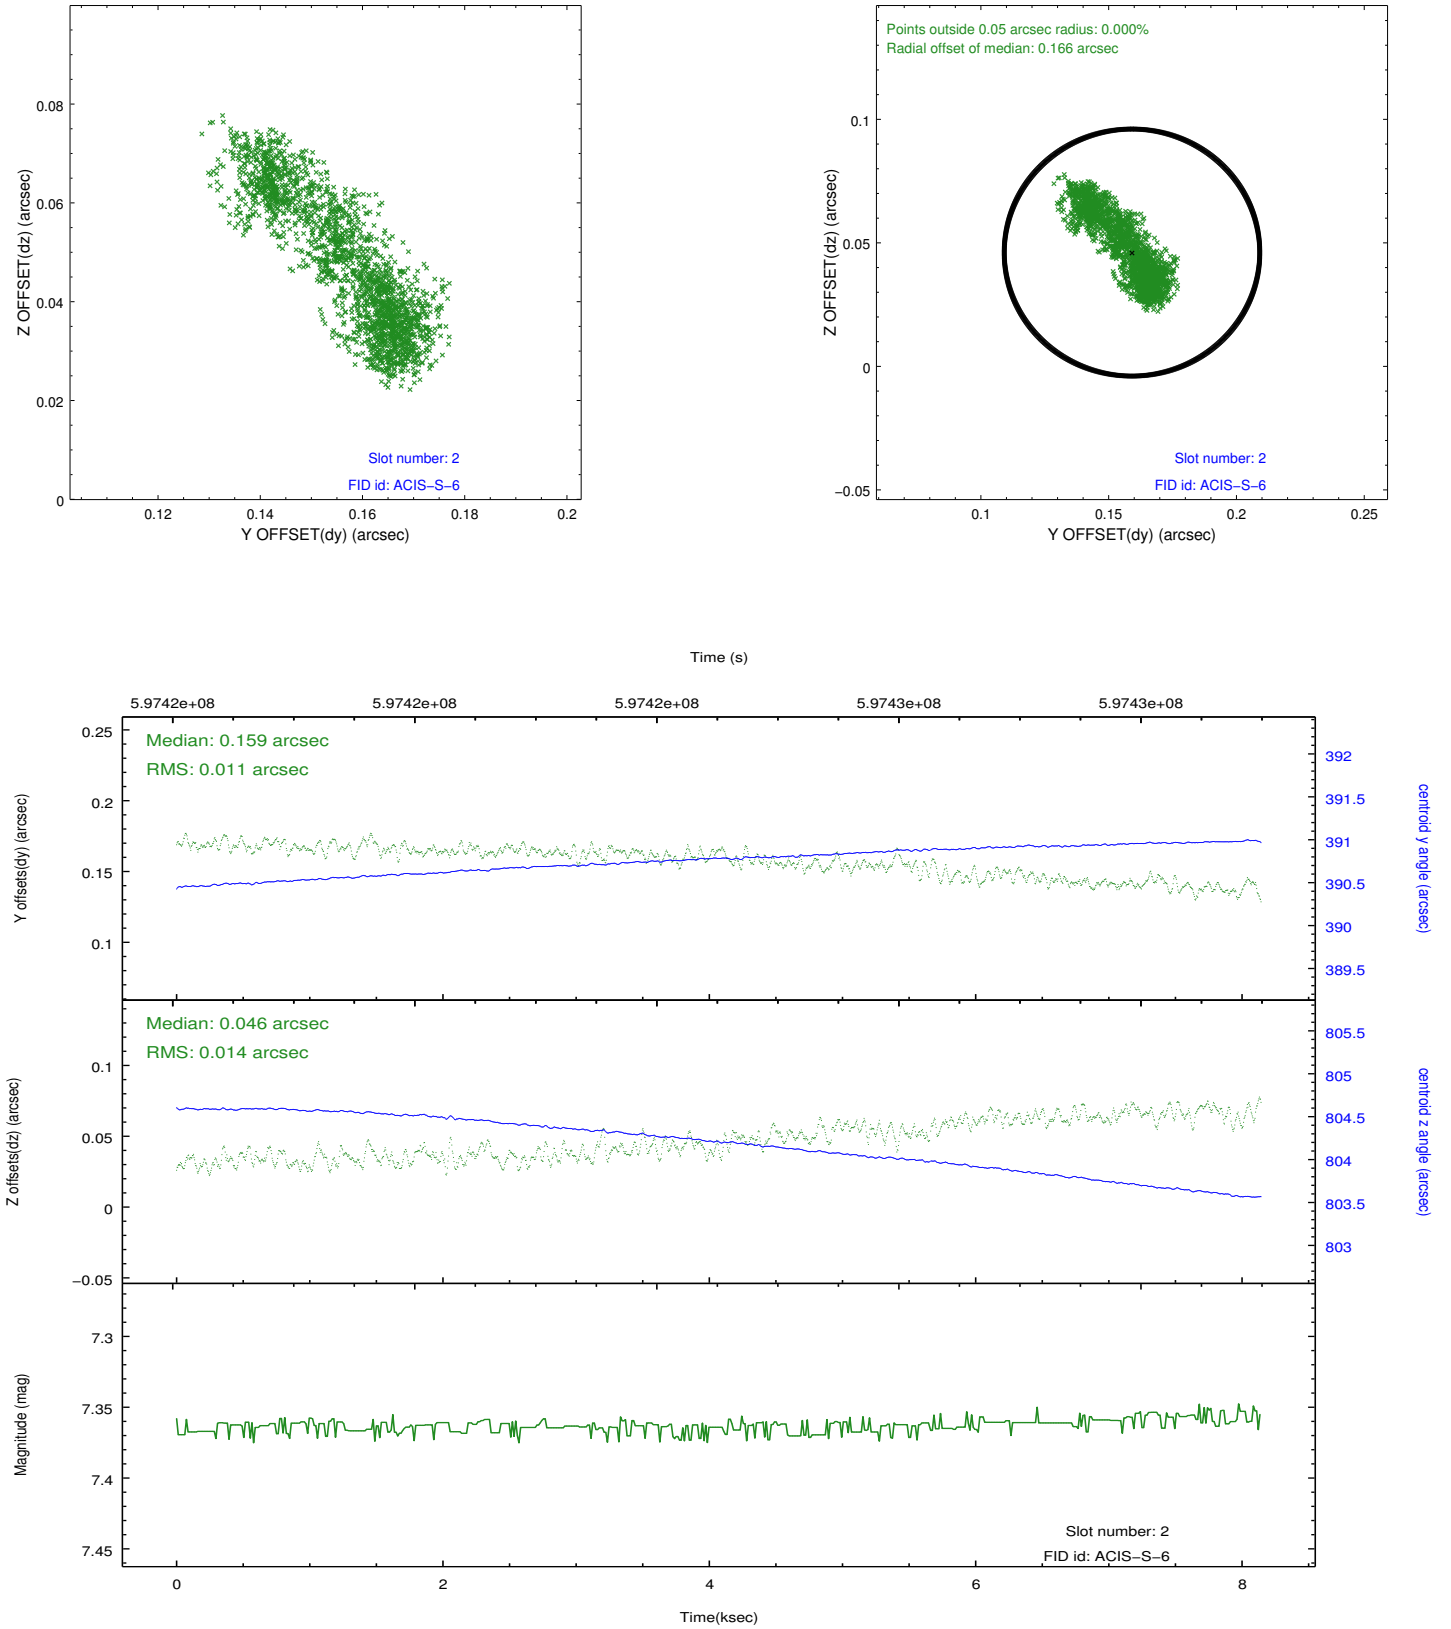 0.08
0.06
0.04
0.02
0
0.12
0.14
0.16
0.18
0.2
Z OFFSET(dz) (arcsec)
Y OFFSET(dy) (arcsec)
Slot number: 2
FID id: ACIS−S−6
Points outside 0.05 arcsec radius: 0.000%
Radial offset of median: 0.166 arcsec
0.1
0.05
0
−0.05
0.1
0.15
0.2
0.25
Z OFFSET(dz) (arcsec)
Y OFFSET(dy) (arcsec)
Slot number: 2
FID id: ACIS−S−6
Time (s)
5.9742e+08
5.9742e+08
5.9742e+08
5.9743e+08
5.9743e+08
Median: 0.159 arcsec
RMS: 0.011 arcsec
0.25
0.2
0.15
0.1
Y offsets(dy) (arcsec)
392
391.5
391
390.5
390
389.5
centroid y angle (arcsec)
Median: 0.046 arcsec
RMS: 0.014 arcsec
0.1
0.05
0
−0.05
Z offsets(dz) (arcsec)
805.5
805
804.5
804
803.5
803
centroid z angle (arcsec)
7.3
7.35
7.4
7.45
Magnitude (mag)
Slot number: 2
FID id: ACIS−S−6
0
2
4
6
8
Time(ksec)